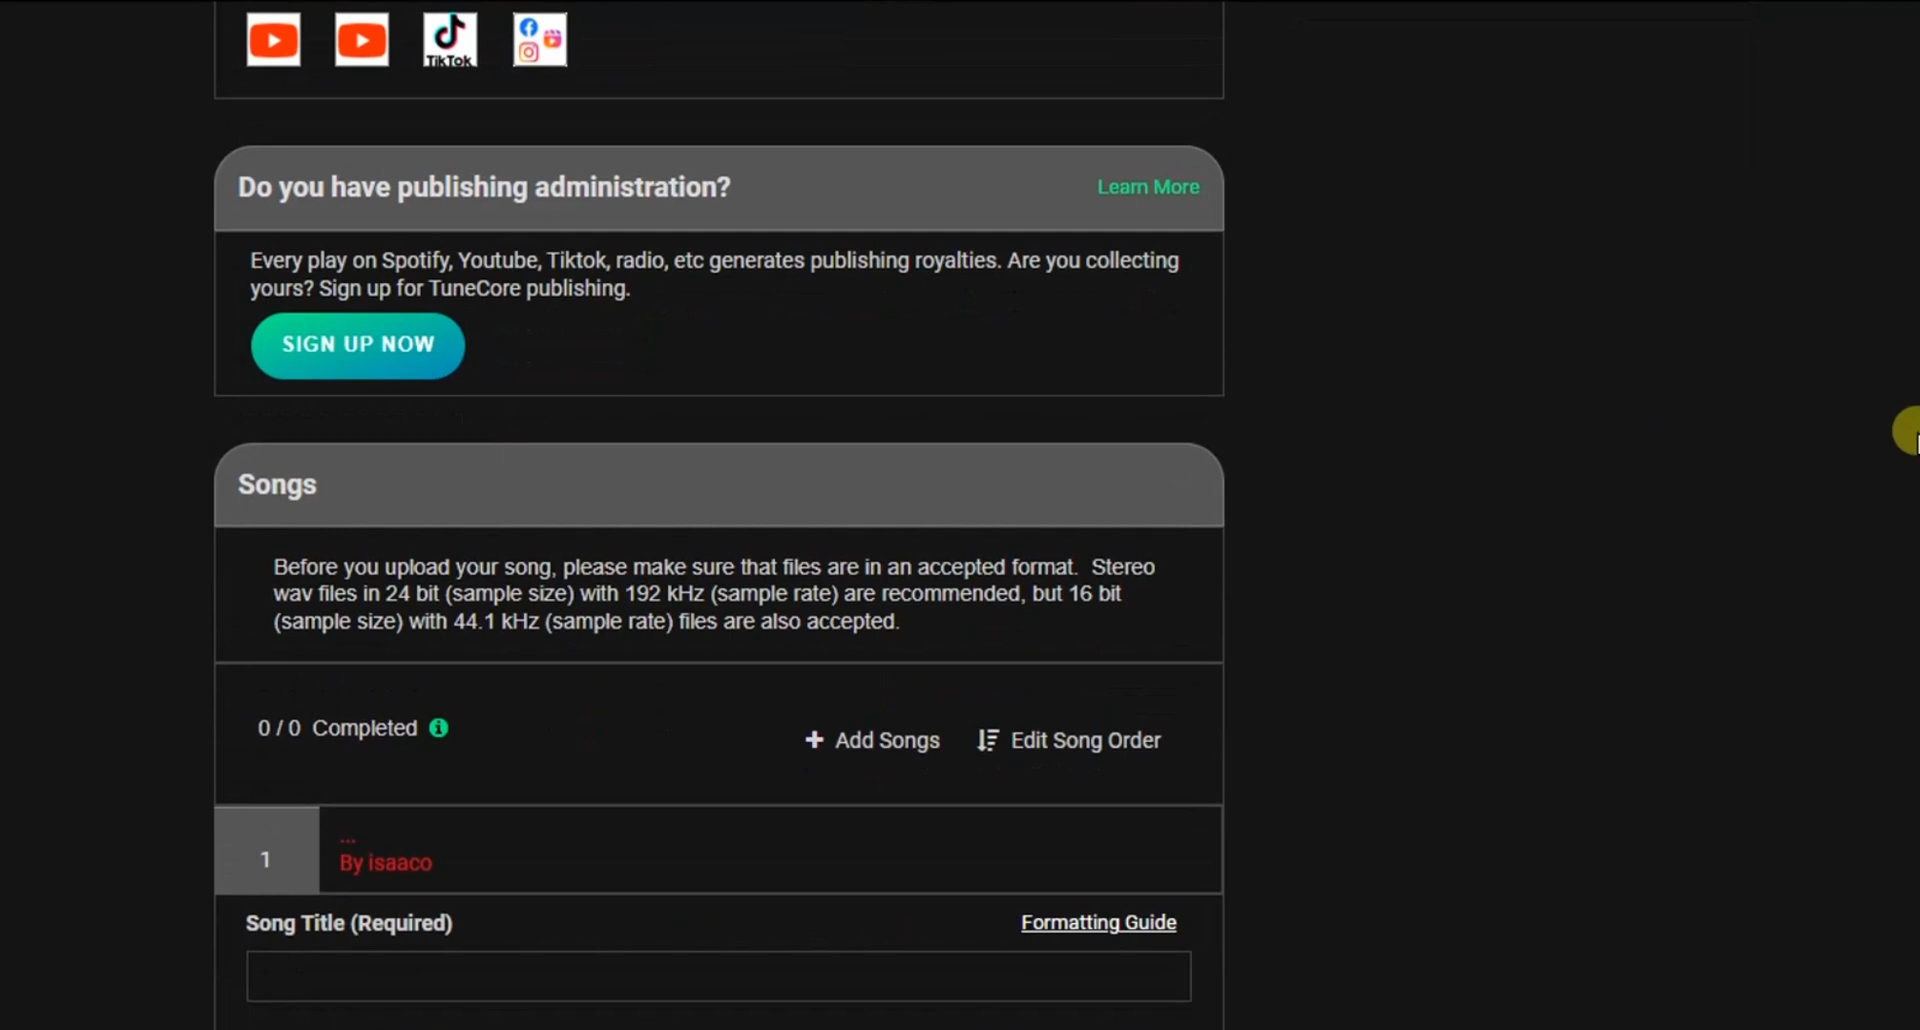 TikTok
Do you have publishing administration?
Learn More
Every play on Spotify, Youtube, Tiktok, radio, etc generates publishing royalties. Are you collecting
yours? Sign up for TuneCore publishing.
SIGN UP NOW
Songs
Before you upload your song, please make sure that files are in an accepted format.  Stereo
wav files in 24 bit (sample size) with 192 kHz (sample rate) are recommended, but 16 bit
(sample size) with 44.1 kHz (sample rate) files are also accepted.
0 / 0 Completed
+ Add Songs
Edit Song Order
1
...
By isaaco
Song Title (Required)
Formatting Guide